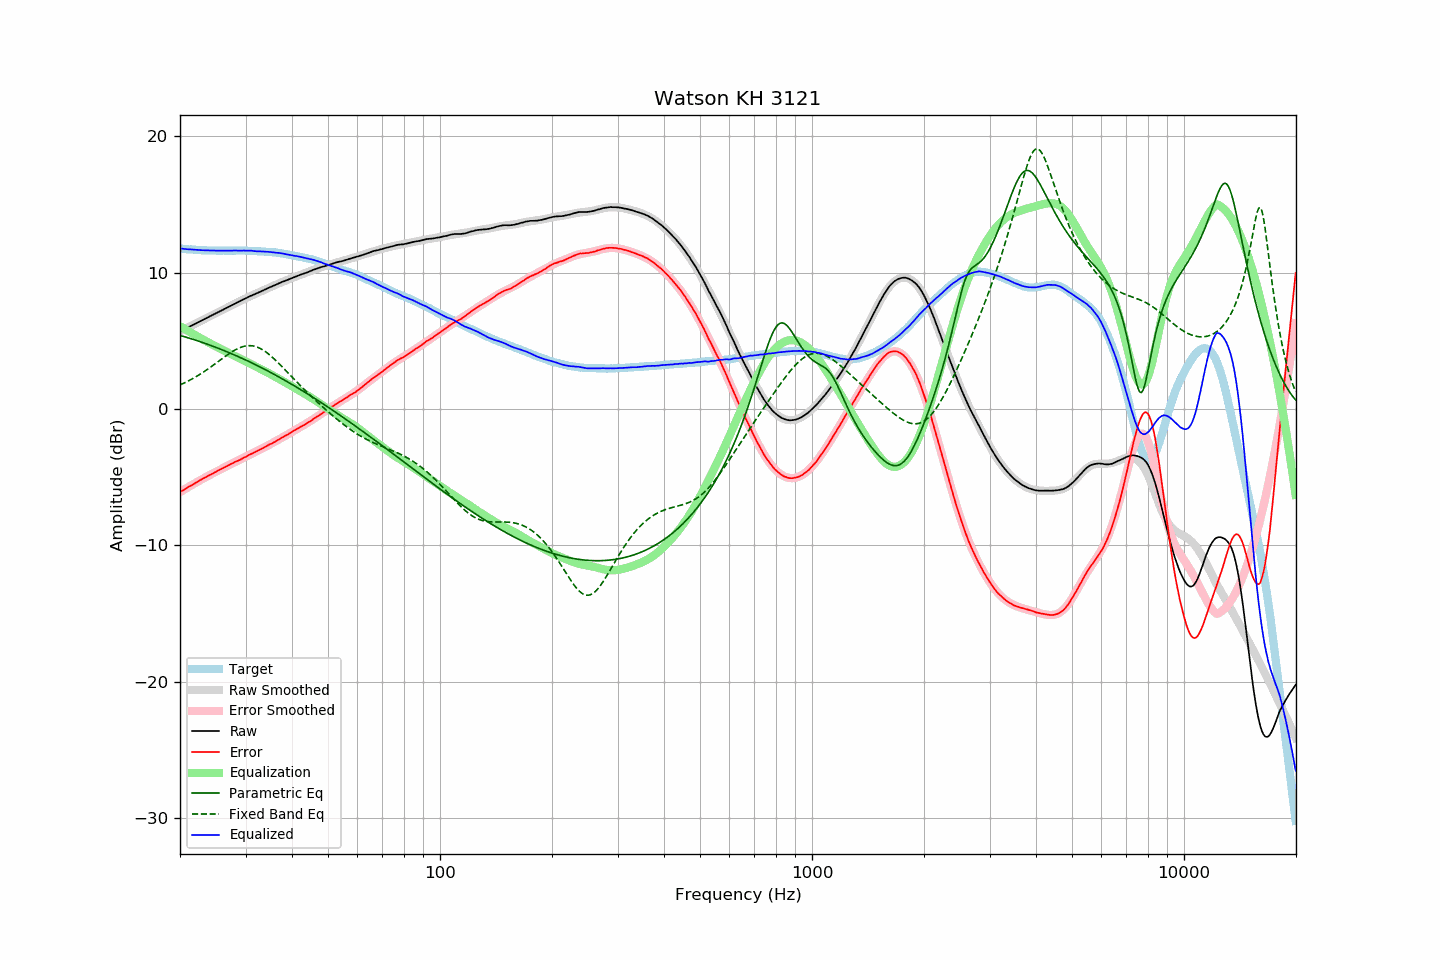 Watson KH 3121
20
10
0
−10
−20
−30
Amplitude (dBr)
Target
Raw Smoothed
Error Smoothed
Raw
Error
Equalization
Parametric Eq
Fixed Band Eq
Equalized
100
1000
10000
Frequency (Hz)